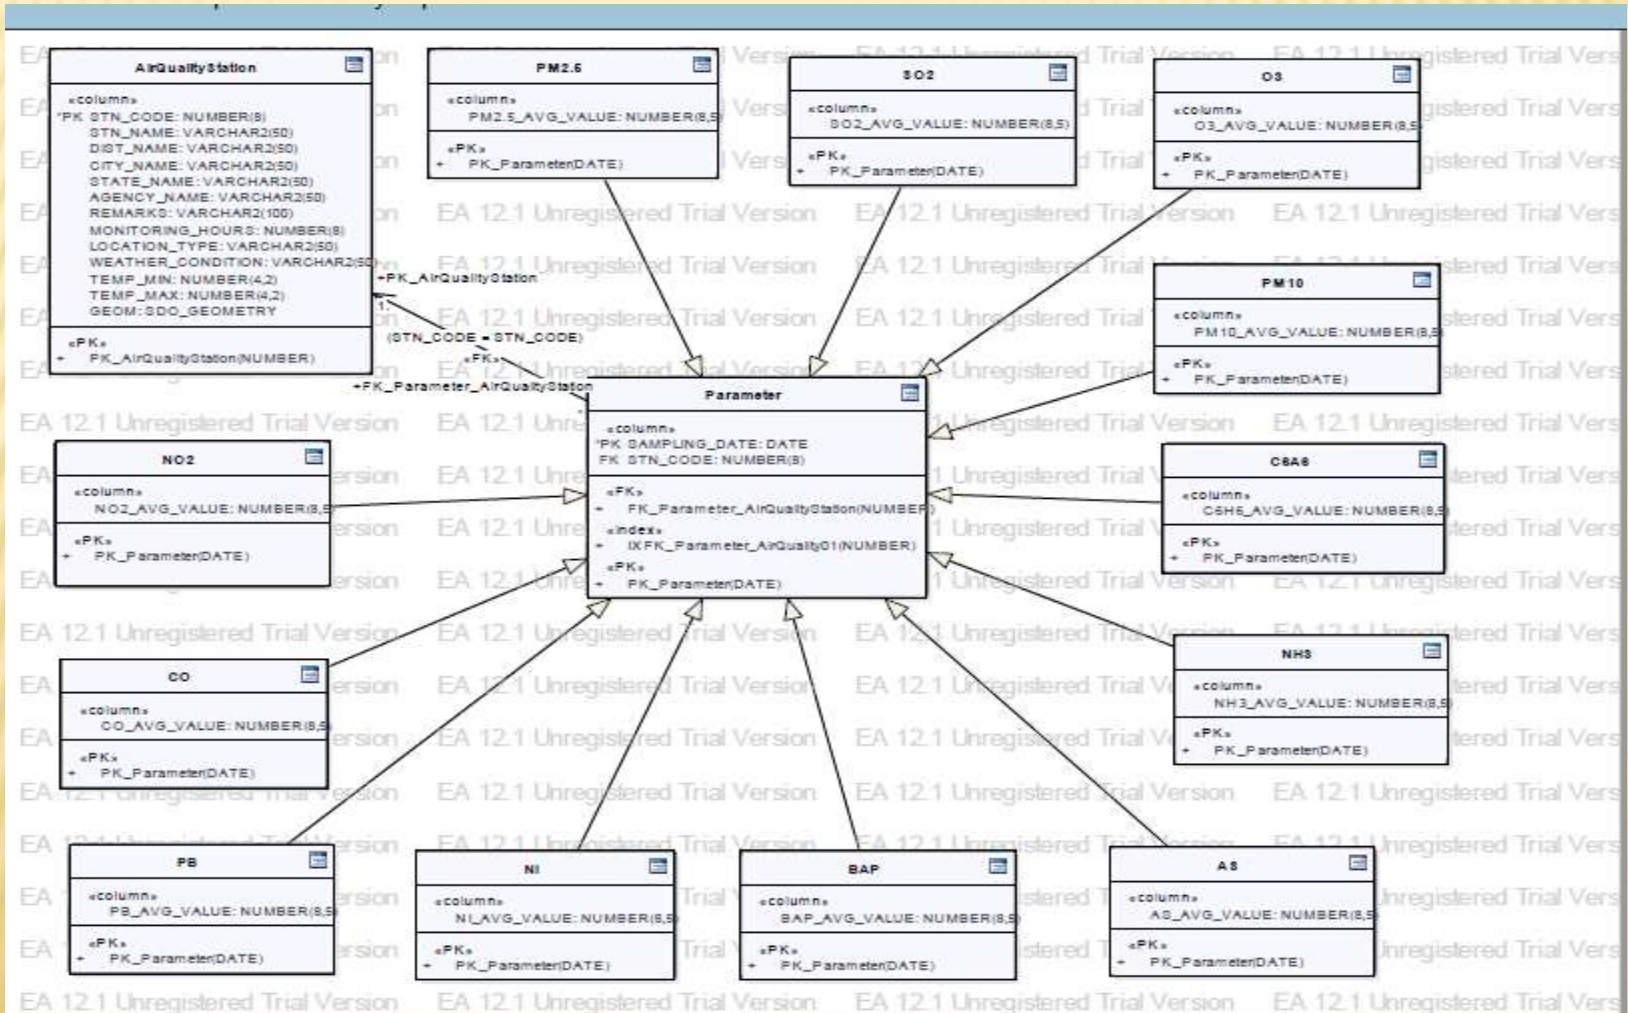 AirQualityStation
«column»
*PK STN_CODE: NUMBER(8)
STN_NAME: VARCHAR2(50)
DIST_NAME: VARCHAR2(50)
CITY_NAME: VARCHAR2(50)
STATE_NAME: VARCHAR2(50)
AGENCY_NAME: VARCHAR2(50)
REMARKS: VARCHAR2(100)
MONITORING_HOURS: NUMBER(8)
LOCATION_TYPE: VARCHAR2(50)
WEATHER_CONDITION: VARCHAR2(50)
TEMP_MIN: NUMBER(4,2)
TEMP_MAX: NUMBER(4,2)
GEOM: SDO_GEOMETRY
«PK»
+ PK_AirQualityStation(NUMBER)
PM2.5
«column»
PM2.5_AVG_VALUE: NUMBER(8,5)
«PK»
+ PK_Parameter(DATE)
SO2
«column»
SO2_AVG_VALUE: NUMBER(8,5)
«PK»
+ PK_Parameter(DATE)
O3
«column»
O3_AVG_VALUE: NUMBER(8,5)
«PK»
+ PK_Parameter(DATE)
+PK_AirQualityStation
1
(STN_CODE = STN_CODE)
«FK»
+FK_Parameter_AirQualityStation
PM10
«column»
PM10_AVG_VALUE: NUMBER(8,5)
«PK»
+ PK_Parameter(DATE)
Parameter
«column»
*PK SAMPLING_DATE: DATE
FK STN_CODE: NUMBER(8)
«FK»
+ FK_Parameter_AirQualityStation(NUMBER)
«index»
+ IXFK_Parameter_AirQuality01(NUMBER)
«PK»
+ PK_Parameter(DATE)
NO2
«column»
NO2_AVG_VALUE: NUMBER(8,5)
«PK»
+ PK_Parameter(DATE)
C6A6
«column»
C6H6_AVG_VALUE: NUMBER(8,5)
«PK»
+ PK_Parameter(DATE)
CO
«column»
CO_AVG_VALUE: NUMBER(8,5)
«PK»
+ PK_Parameter(DATE)
NH3
«column»
NH3_AVG_VALUE: NUMBER(8,5)
«PK»
+ PK_Parameter(DATE)
PB
«column»
PB_AVG_VALUE: NUMBER(8,5)
«PK»
+ PK_Parameter(DATE)
NI
«column»
NI_AVG_VALUE: NUMBER(8,5)
«PK»
+ PK_Parameter(DATE)
BAP
«column»
BAP_AVG_VALUE: NUMBER(8,5)
«PK»
+ PK_Parameter(DATE)
AS
«column»
AS_AVG_VALUE: NUMBER(8,5)
«PK»
+ PK_Parameter(DATE)
EA 12.1 Unregistered Trial Version